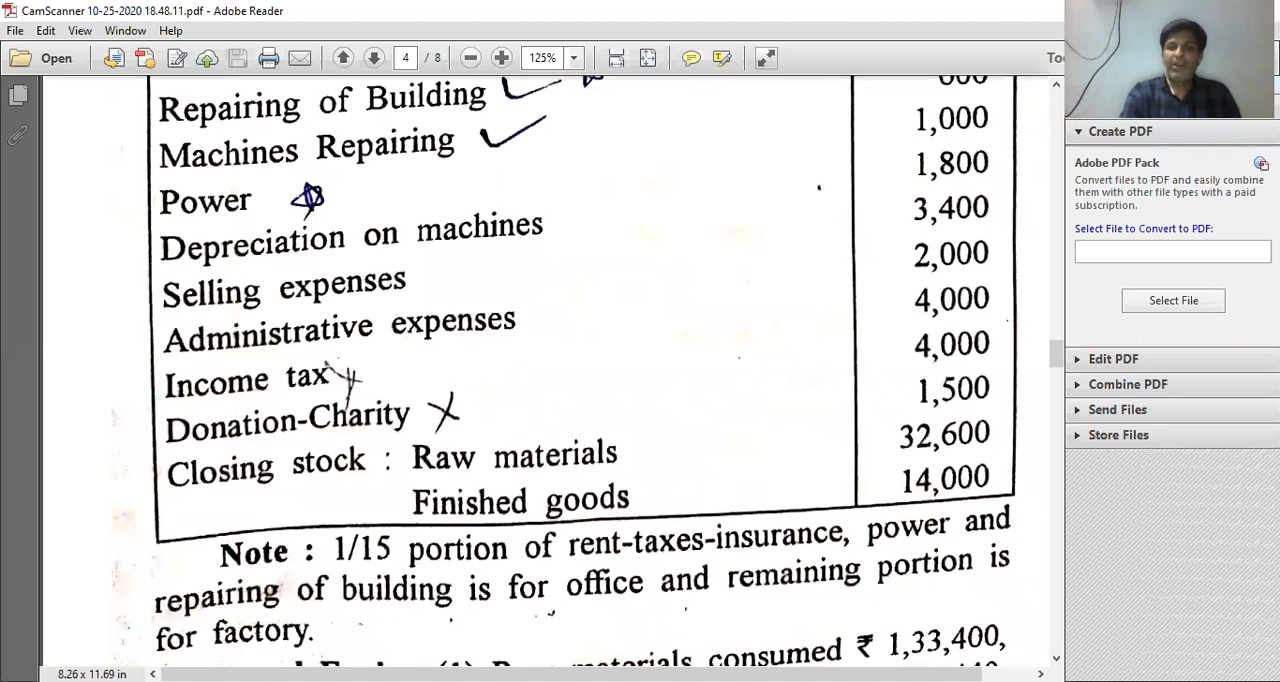 CamScanner 10-25-2020 18.48.11.pdf - Adobe Reader
File Edit View Window Help
Open 4 / 8 125%
Repairing of Building
Machines Repairing 1,000
Power 1,800
Depreciation on machines 3,400
Selling expenses 2,000
Administrative expenses 4,000
Income tax 4,000
Donation-Charity 1,500
Closing stock : Raw materials 32,600
Finished goods 14,000
Note : 1/15 portion of rent-taxes-insurance, power and
repairing of building is for office and remaining portion is
for factory.
consumed ₹ 1,33,400,
8.26 x 11.69 in
Create PDF
Adobe PDF Pack
Convert files to PDF and easily combine
them with other file types with a paid
subscription.
Select File to Convert to PDF:
Select File
Edit PDF
Combine PDF
Send Files
Store Files